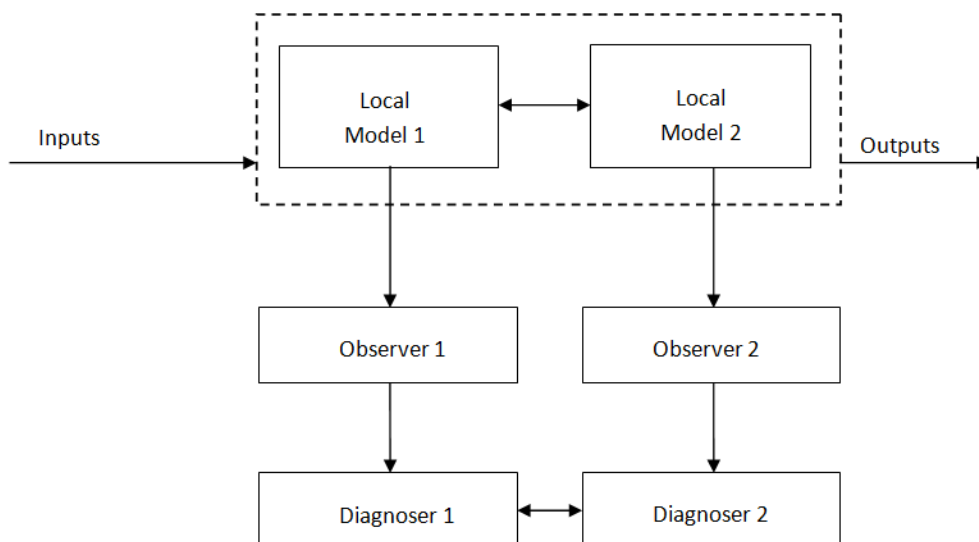 Local
Model 1
Local
Model 2
Inputs
Outputs
Observer 1
Observer 2
Diagnoser 1
Diagnoser 2